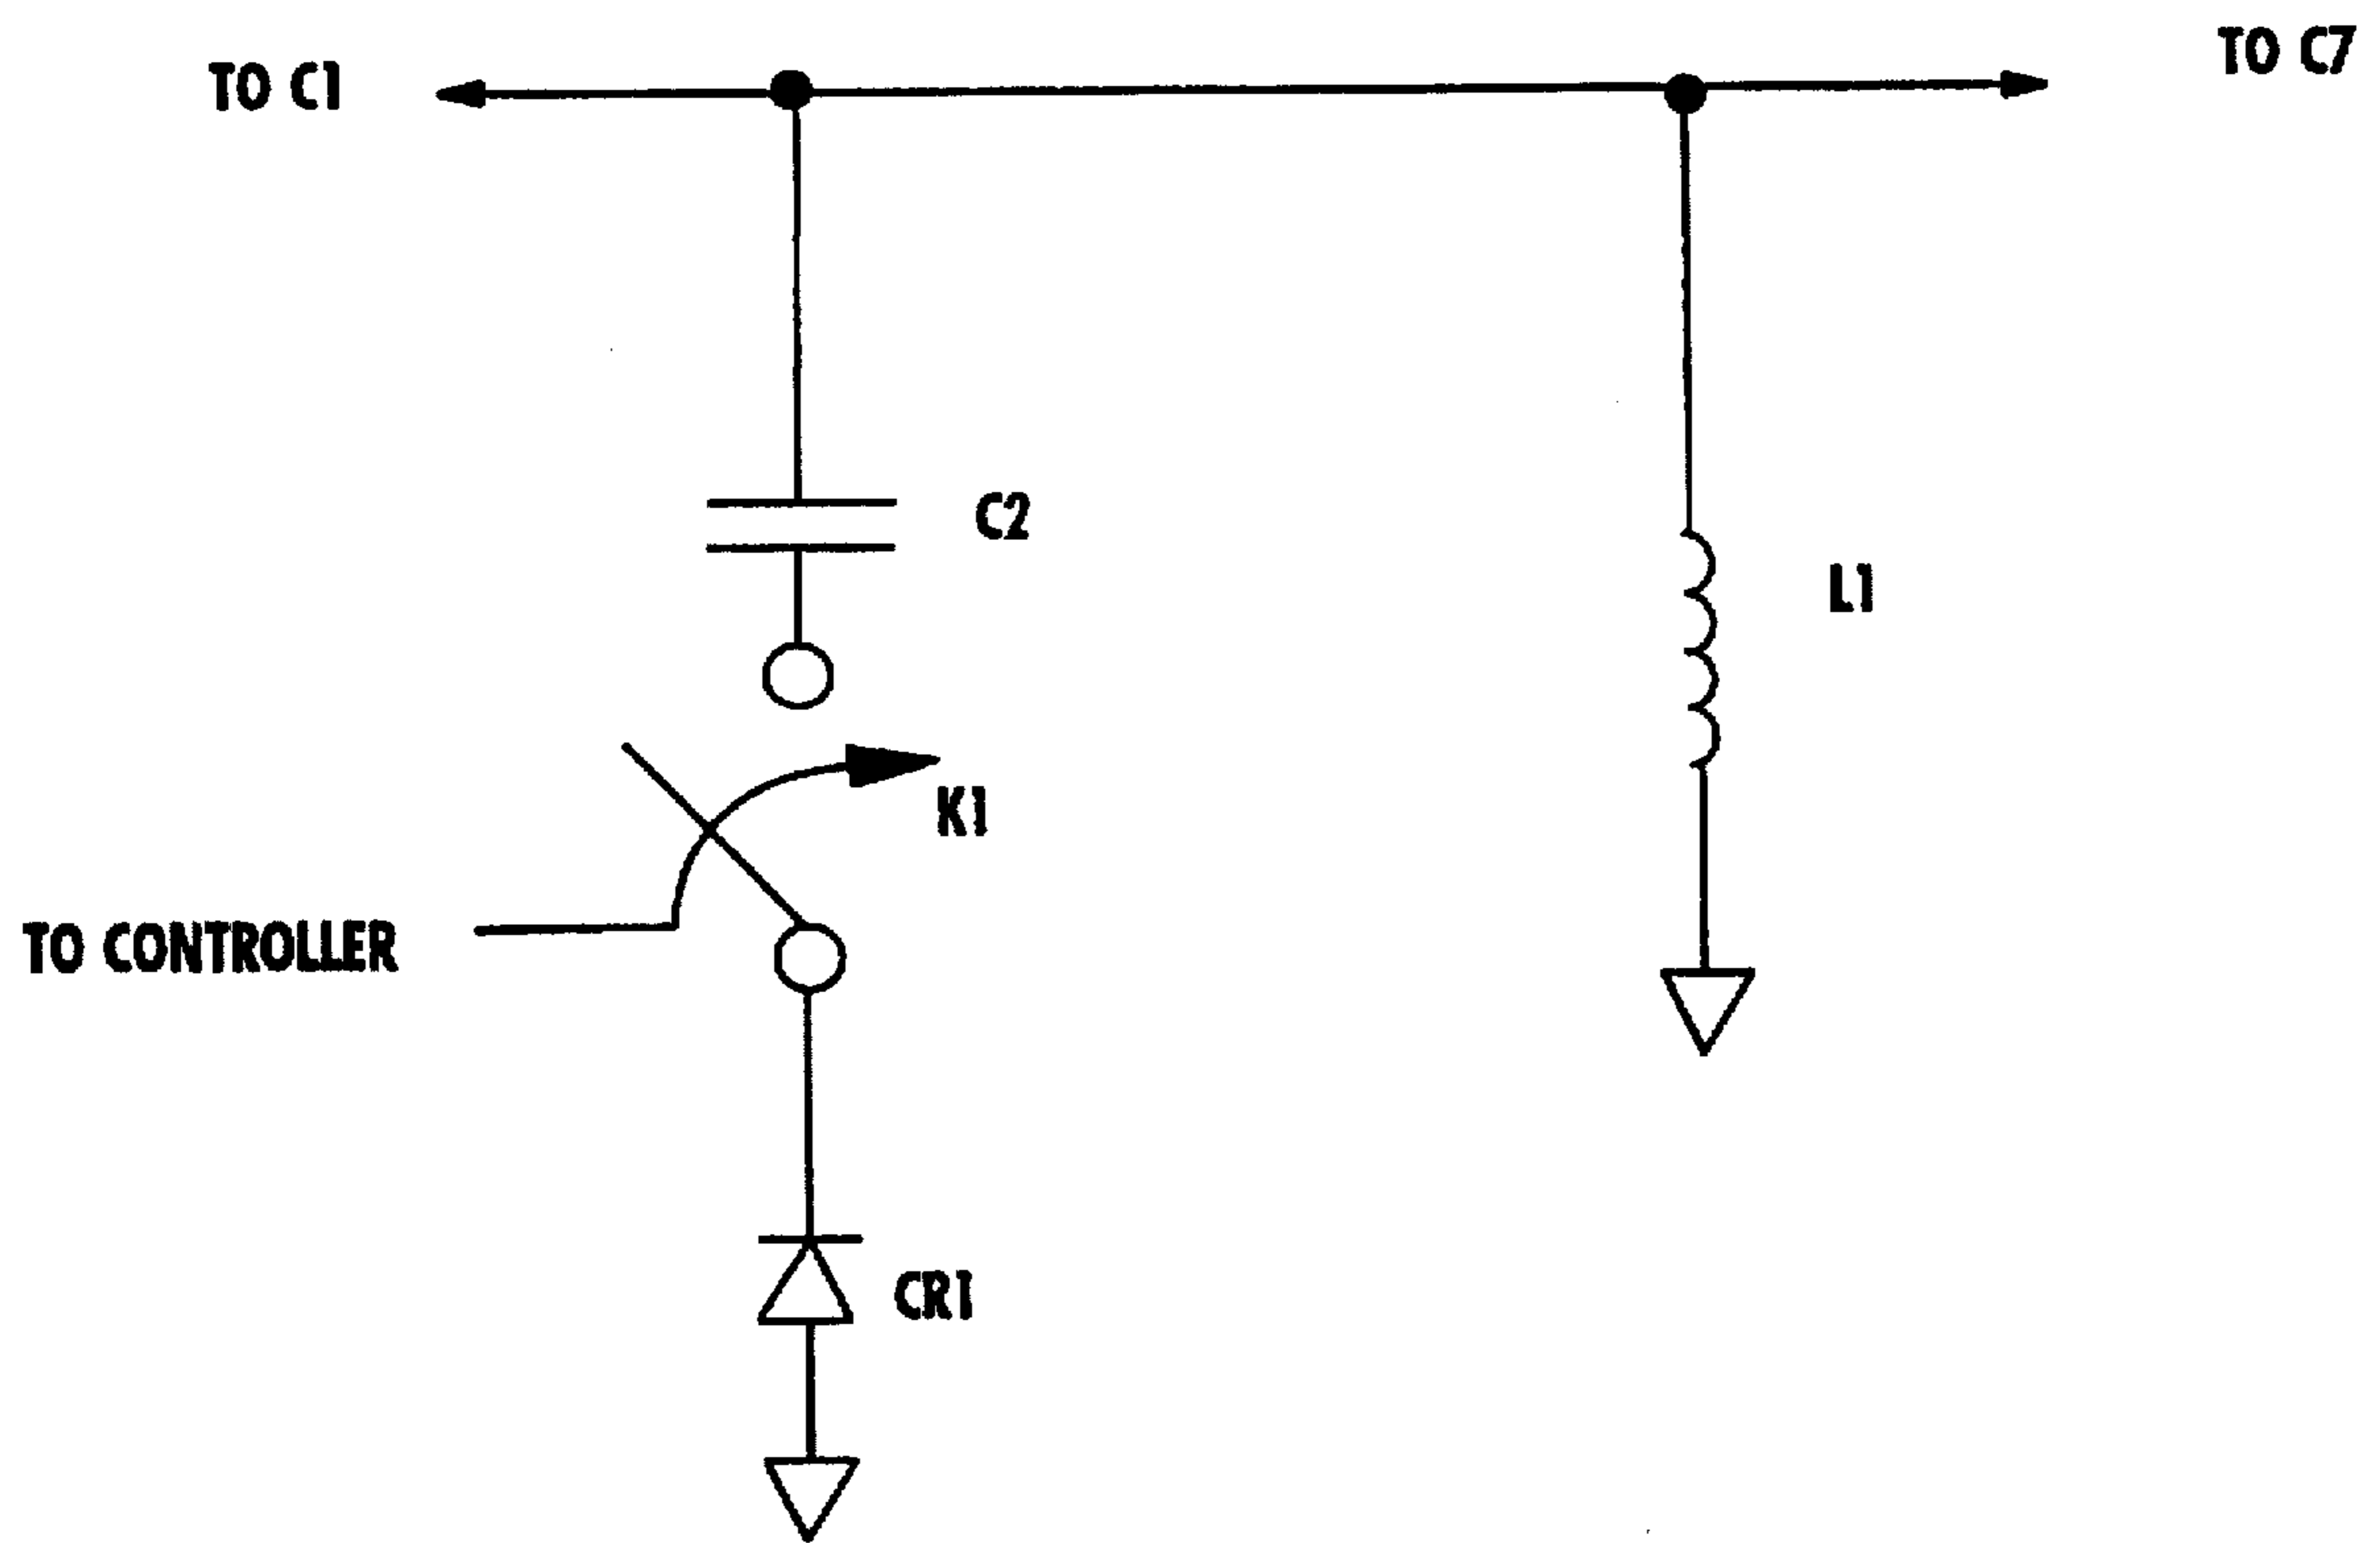 TO C1
TO C7
C2
L1
K1
TO CONTROLLER
CR1